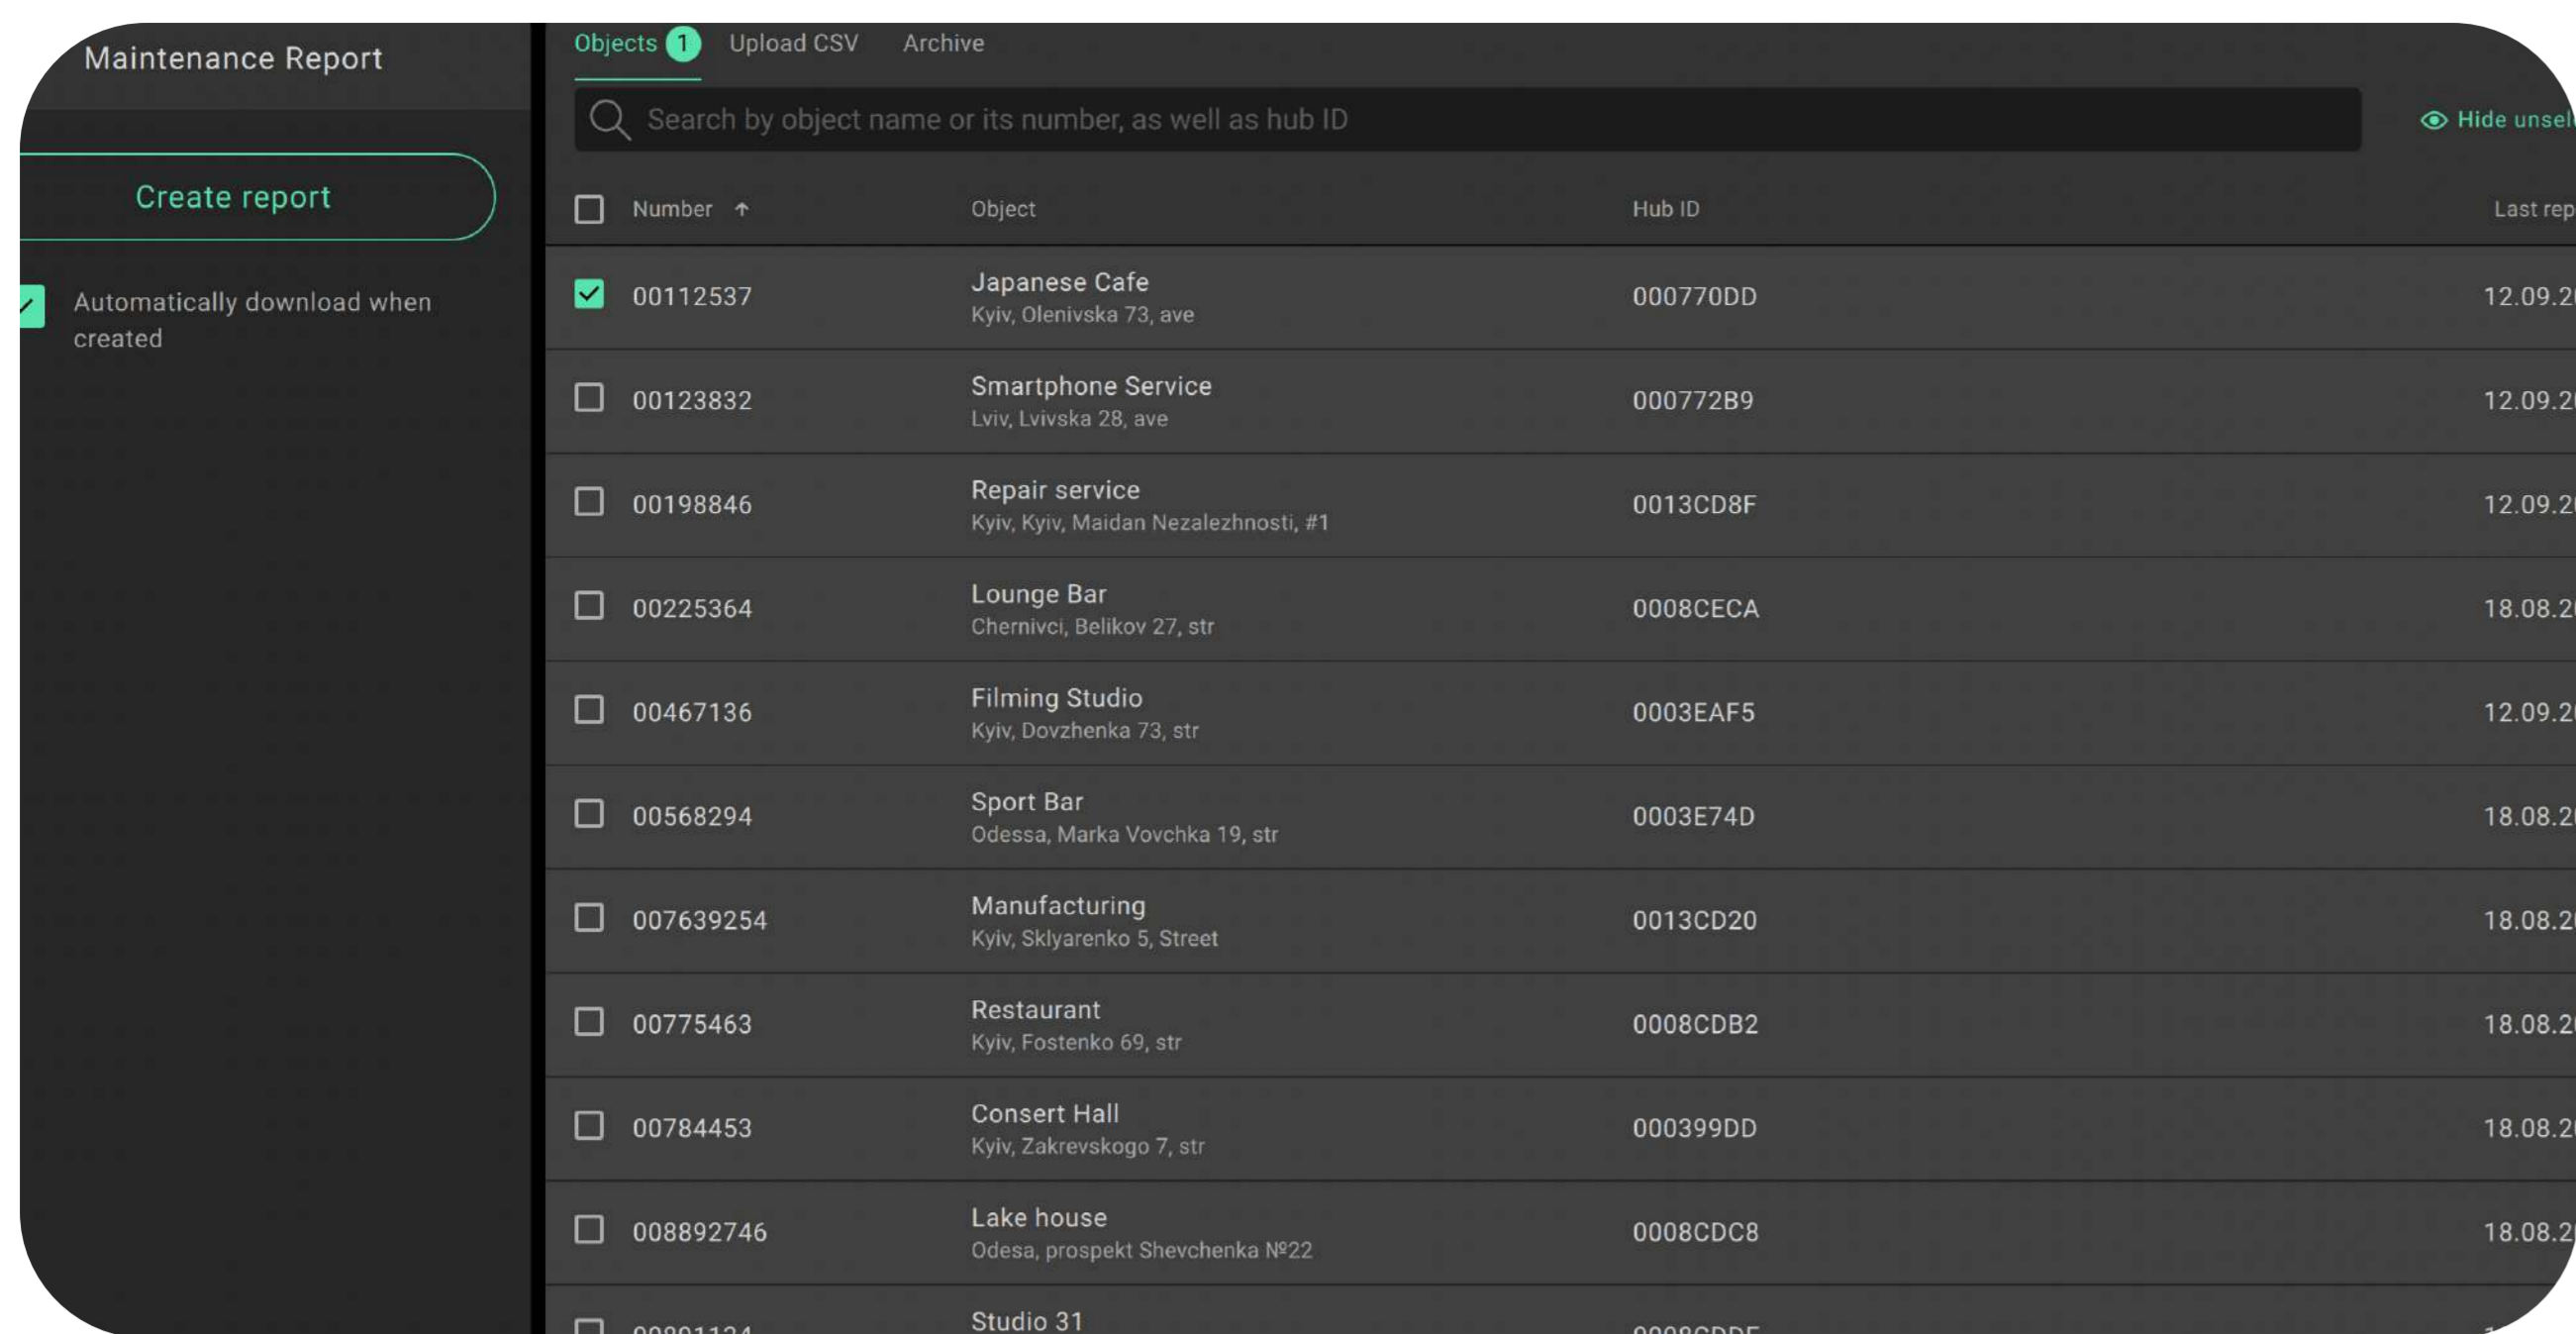 Maintenance Report
Create report
Automatically download when
created
Objects 1 Upload CSV Archive
Search by object name or its number, as well as hub ID
Hide
Number Object Hub ID Last
00112537 Japanese Cafe 000770DD
Kyiv, Olenivska 73, ave
00123832 Smartphone Service 000772B9
Lviv, Lvivska 28, ave
00198846 Repair service 0013CD8F
Kyiv, Kyiv, Maidan Nezalezhnosti, #1
00225364 Lounge Bar 0008CECA
Chernivci, Belikov 27, str
00467136 Filming Studio 0003EAF5
Kyiv, Dovzhenka 73, str
00568294 Sport Bar 0003E74D
Odessa, Marka Vovchka 19, str
007639254 Manufacturing 0013CD20
Kyiv, Sklyarenko 5, Street
00775463 Restaurant 0008CDB2
Kyiv, Fostenko 69, str
00784453 Consert Hall 000399DD
Kyiv, Zakrevskogo 7, str
008892746 Lake house 0008CDC8
Odesa, prospekt Shevchenka №22
Studio 31